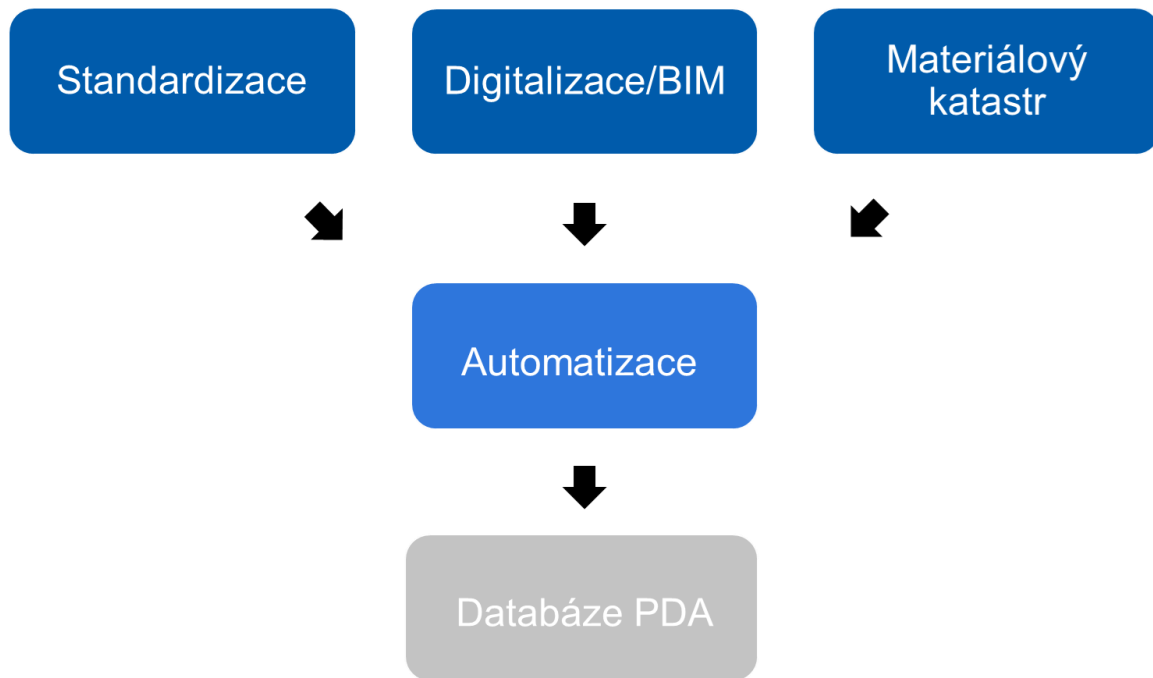 Standardizace
Digitalizace/BIM
Materiálový
katastr
Automatizace
Databáze PDA